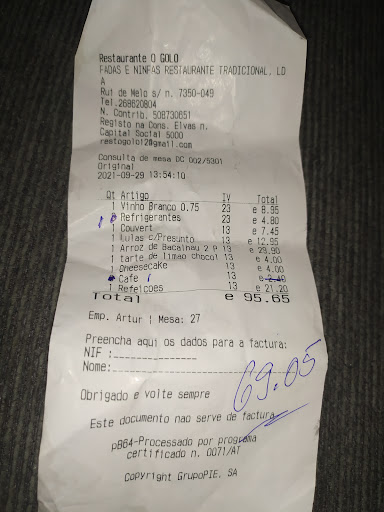 Restaurante O GOLO
FADAS E NINFAS RESTAURANTE TRADICIONAL, LD
A
Rui de Melo s/ n. 7350-049
Tel.268620804
N. Contrib. 508730651
Registo na Cons. Elvas n.
Capital Social 5000
restogolo12@gmail.com
Consulta de mesa DC 002/5301
Original
2021-09-29 13:54:10
Qt Artigo IV Total
1 Vinho Branco 0.75 23 e 8.95
Refrigerantes 23 e 4.80
1 Couvert 13 e 7.45
1 Lulas c/Presunto 13 e 12.95
1 Arroz de Bacalhau 2 P 13 e 29.90
1 tarte de limao chocol 13 e 4.00
1 Cheesecake 13 e 4.00
Cafe 1 13 e 2.40
1 Refeicoes 13 e 21.20
Total e 95.65
Emp. Artur | Mesa: 27
Preencha aqui os dados para a factura:
NIF :_______________
Nome:_______________
69.05
Obrigado e volte sempre
Este documento nao serve de factura
pB64-Processado por programa
certificado n. 0071/AT
Copyright GrupoPIE, SA